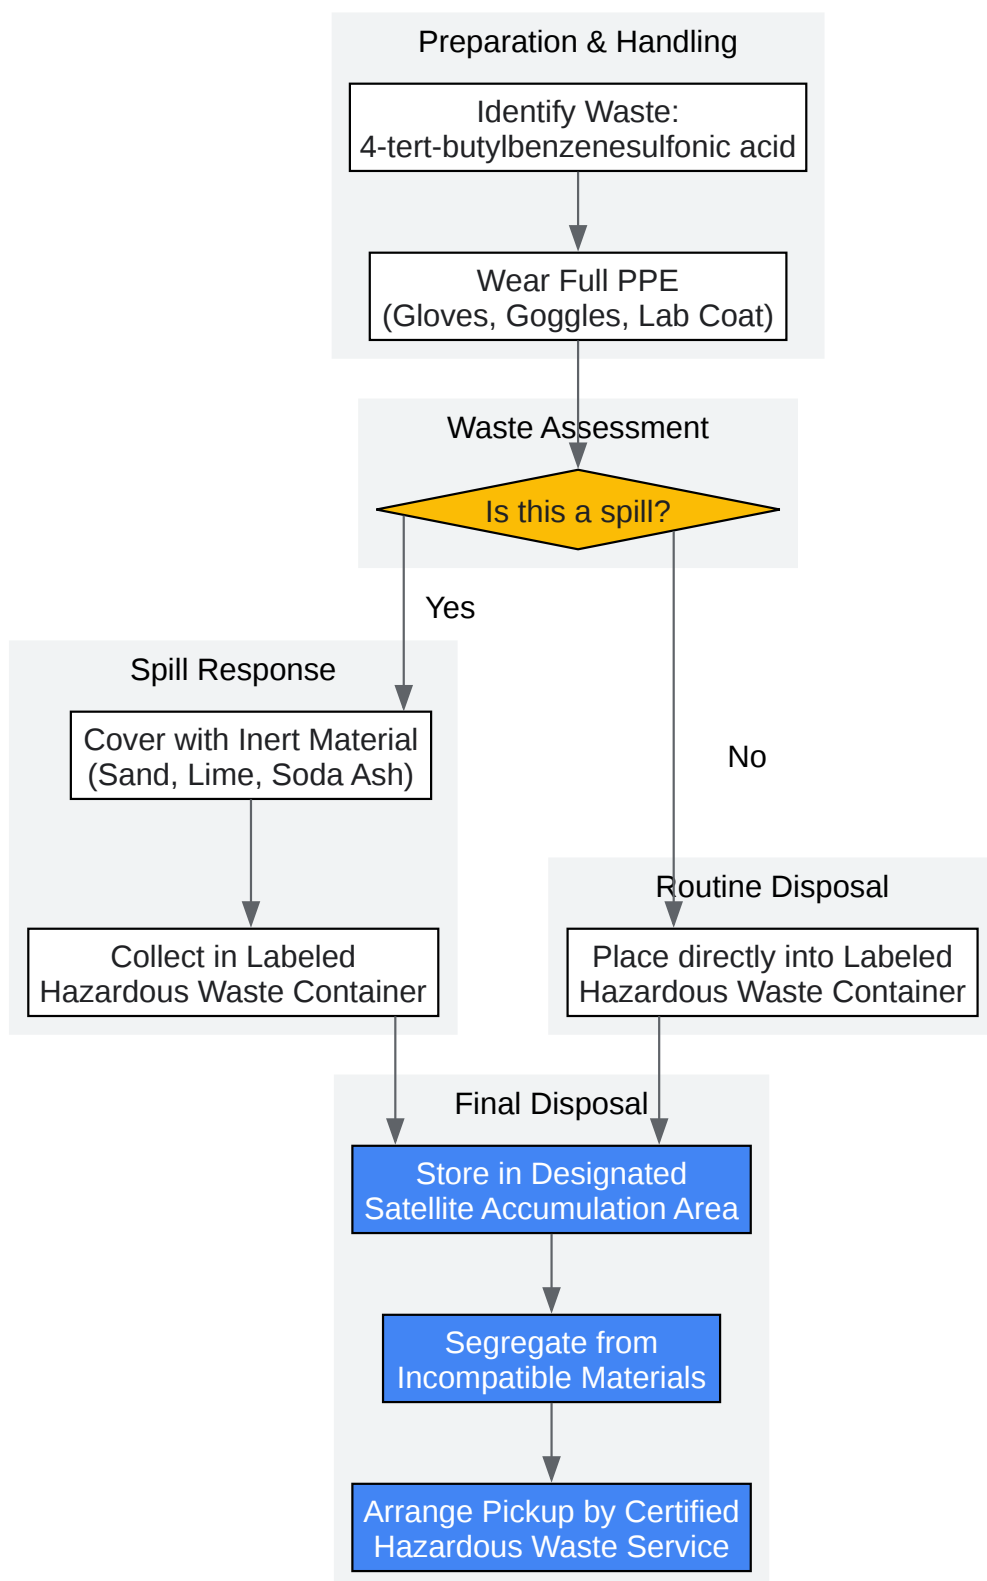 Preparation & Handling
Identify Waste:
4-tert-butylbenzenesulfonic acid
Wear Full PPE
(Gloves, Goggles, Lab Coat)
Waste Assessment
Is this a spill?
Yes
Spill Response
Cover with Inert Material
(Sand, Lime, Soda Ash)
Collect in Labeled
Hazardous Waste Container
No
Routine Disposal
Place directly into Labeled
Hazardous Waste Container
Final Disposal
Store in Designated
Satellite Accumulation Area
Segregate from
Incompatible Materials
Arrange Pickup by Certified
Hazardous Waste Service